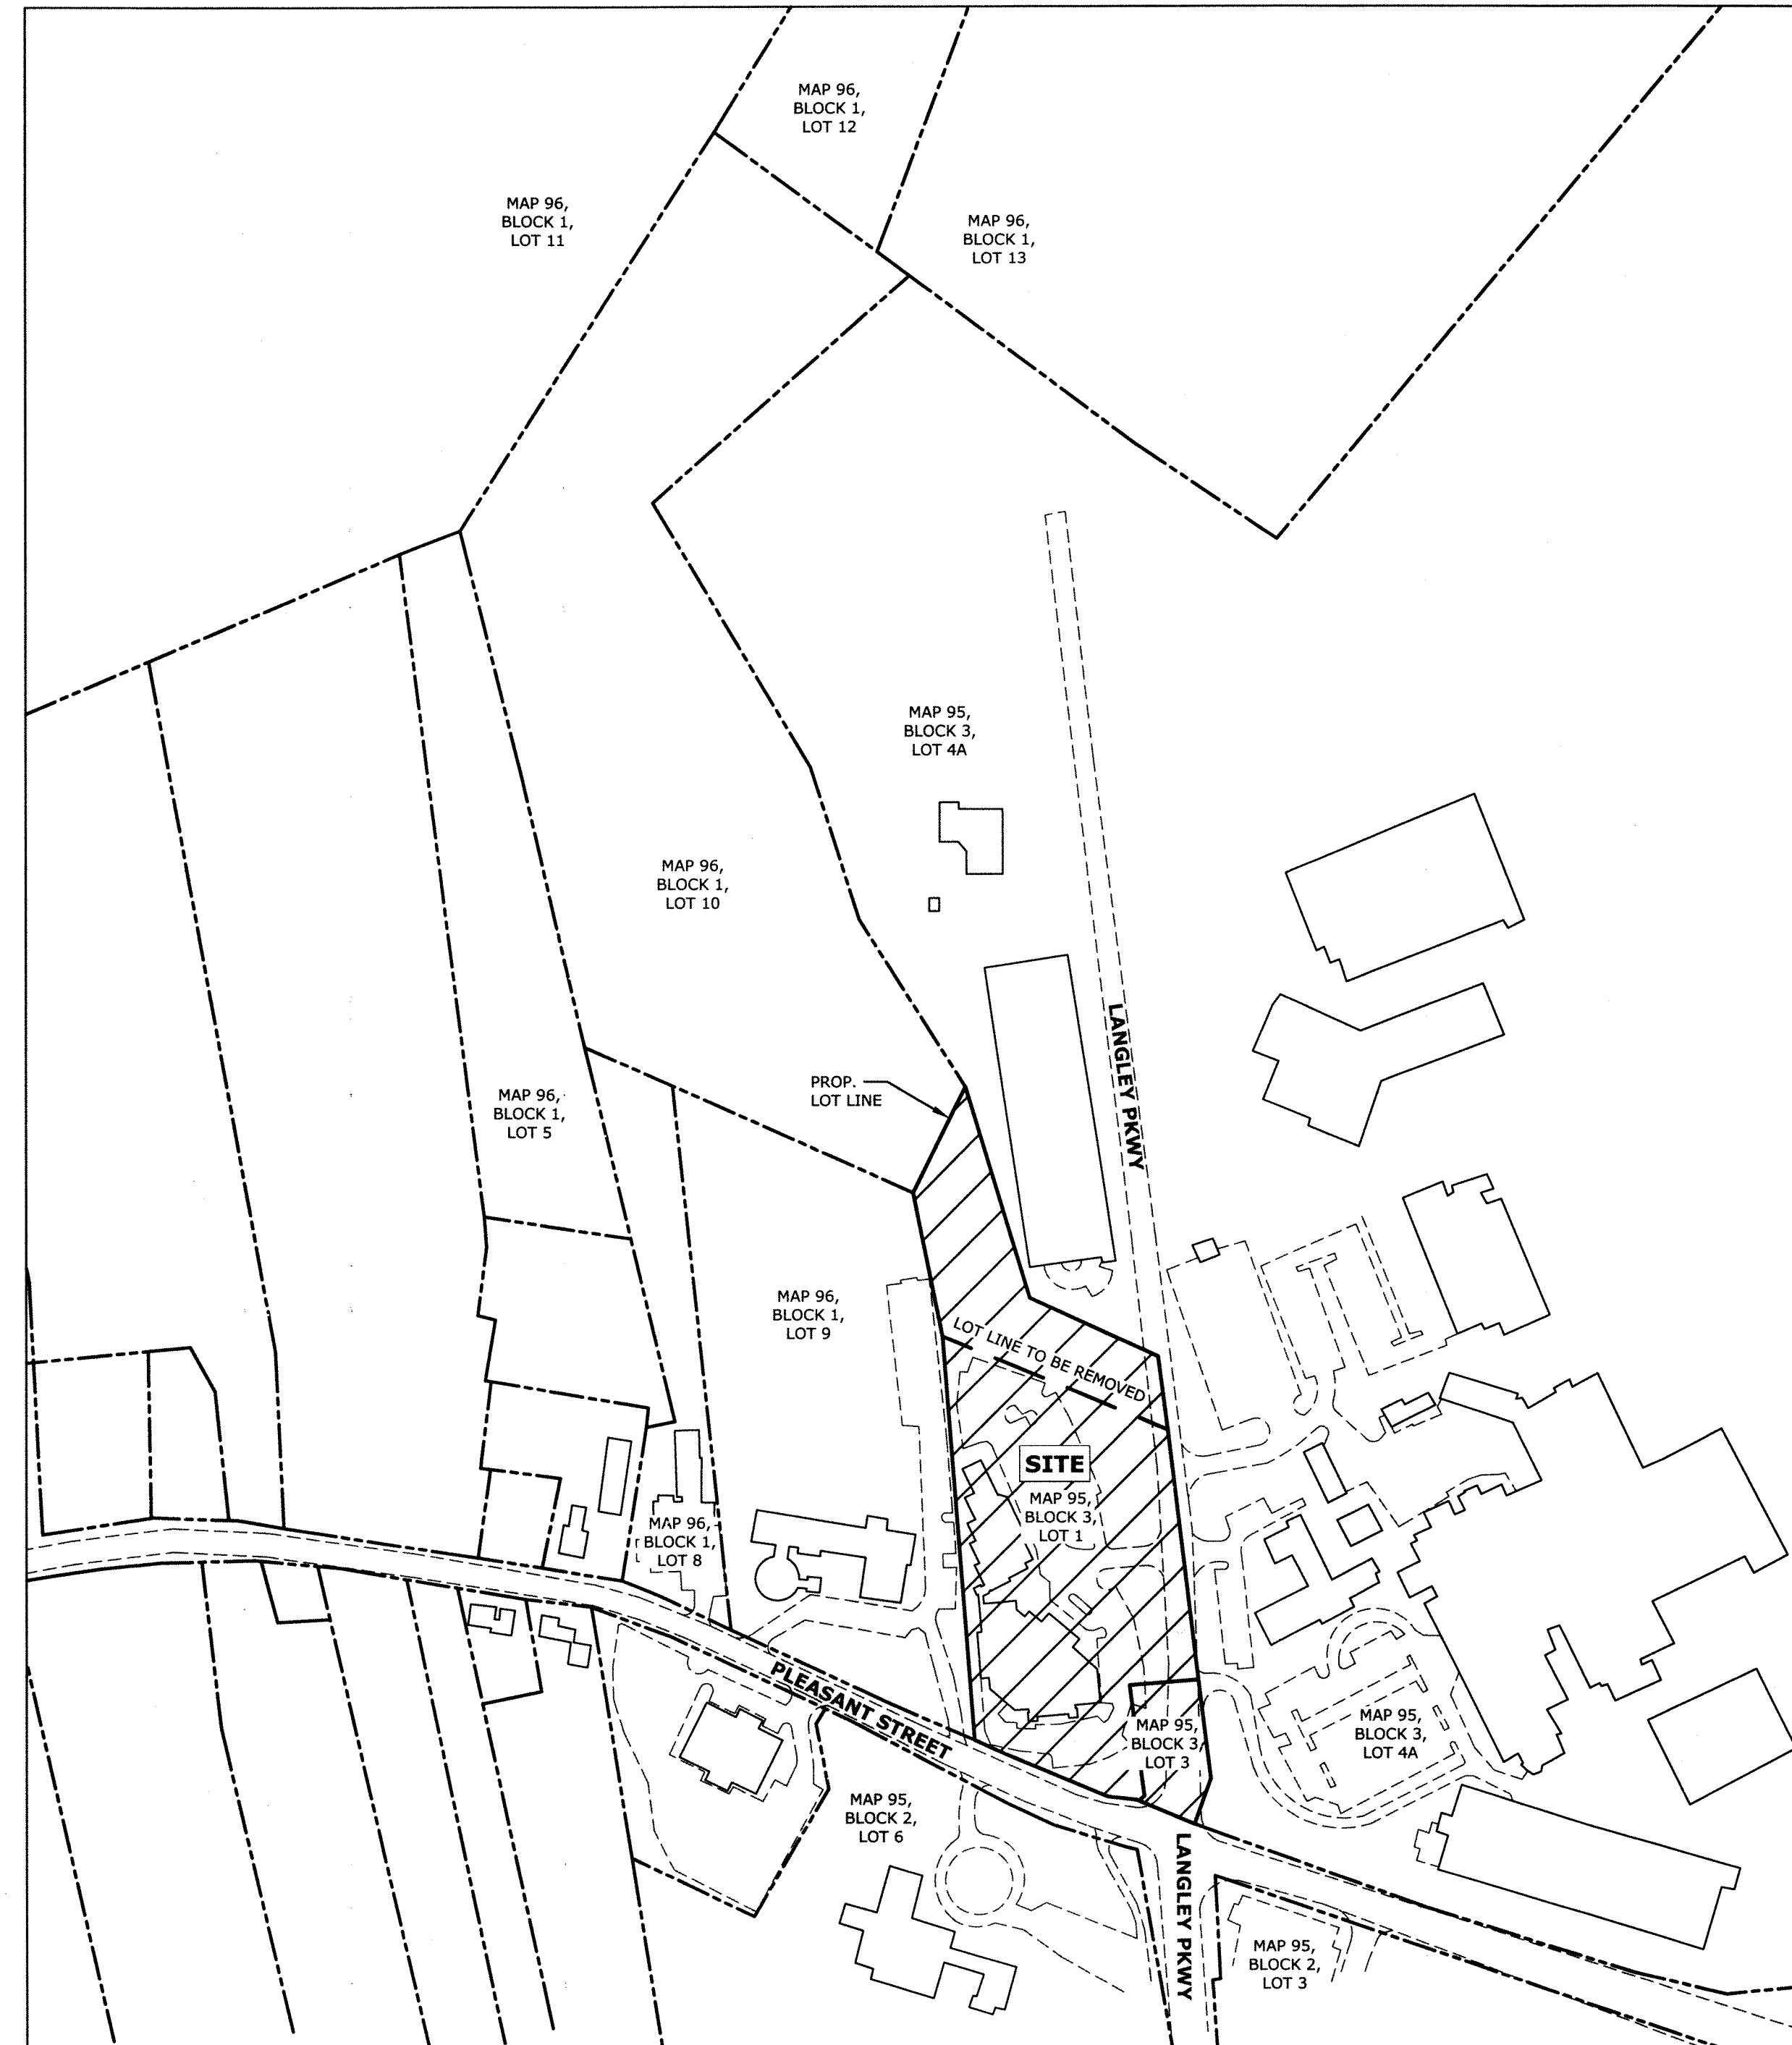 MAP 96,
BLOCK 1,
LOT 12
MAP 96,
BLOCK 1,
LOT 11
MAP 96,
BLOCK 1,
LOT 13
MAP 95,
BLOCK 3,
LOT 4A
MAP 96,
BLOCK 1,
LOT 10
LANGLEY PKWY
PROP.
LOT LINE
MAP 96,
BLOCK 1,
LOT 5
MAP 96,
BLOCK 1,
LOT 9
LOT LINE TO BE REMOVED
SITE
MAP 95,
BLOCK 3,
LOT 1
MAP 96,
BLOCK 1,
LOT 8
PLEASANT STREET
MAP 95,
BLOCK 3,
LOT 3
MAP 95,
BLOCK 3,
LOT 4A
MAP 95,
BLOCK 2,
LOT 6
LANGLEY PKWY
MAP 95,
BLOCK 2,
LOT 3